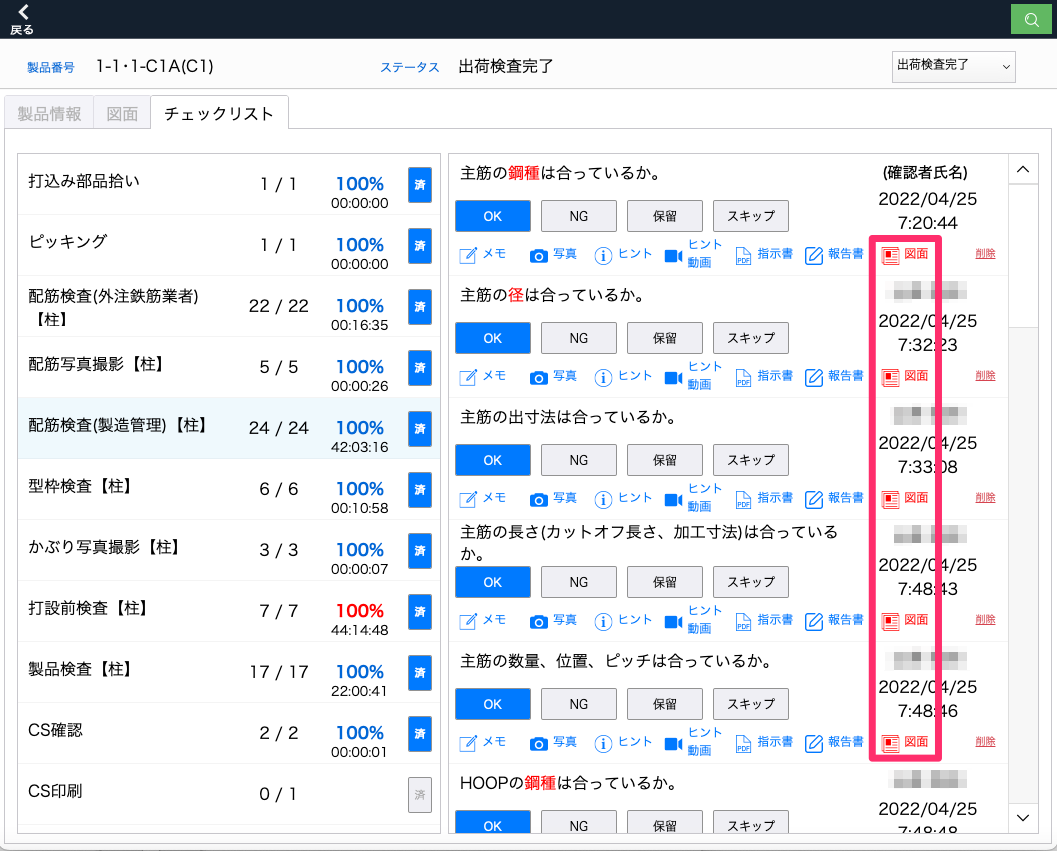 戻る
製品番号 1-1・1-C1A(C1) ステータス 出荷検査完了 出荷検査完了
製品情報 図面 チェックリスト
打込み部品拾い 1 / 1 100% 済
00:00:00
ピッキング 1 / 1 100% 済
00:00:00
配筋検査(外注鉄筋業者)
【柱】 22 / 22 100% 済
00:16:35
配筋写真撮影【柱】 5 / 5 100% 済
00:00:26
配筋検査(製造管理)【柱】 24 / 24 100% 済
42:03:16
型枠検査【柱】 6 / 6 100% 済
00:10:58
かぶり写真撮影【柱】 3 / 3 100% 済
00:00:07
打設前検査【柱】 7 / 7 100% 済
44:14:48
製品検査【柱】 17 / 17 100% 済
22:00:41
CS確認 2 / 2 100% 済
00:00:01
CS印刷 0 / 1 済
主筋の鋼種は合っているか。 (確認者氏名)
2022/04/25
OK NG 保留 スキップ 7:20:44
メモ 写真 ヒント ヒント動画 PDF 指示書 報告書 図面 削除
主筋の径は合っているか。
2022/04/25
OK NG 保留 スキップ 7:32:23
メモ 写真 ヒント ヒント動画 PDF 指示書 報告書 図面 削除
主筋の出寸法は合っているか。
2022/04/25
OK NG 保留 スキップ 7:33:08
メモ 写真 ヒント ヒント動画 PDF 指示書 報告書 図面 削除
主筋の長さ(カットオフ長さ、加工寸法)は合っている
か。
2022/04/25
OK NG 保留 スキップ 7:48:43
メモ 写真 ヒント ヒント動画 PDF 指示書 報告書 図面 削除
主筋の数量、位置、ピッチは合っているか。
2022/04/25
OK NG 保留 スキップ 7:48:46
メモ 写真 ヒント ヒント動画 PDF 指示書 報告書 図面 削除
HOOPの鋼種は合っているか。
2022/04/25
OK NG 保留 スキップ 7:48:48